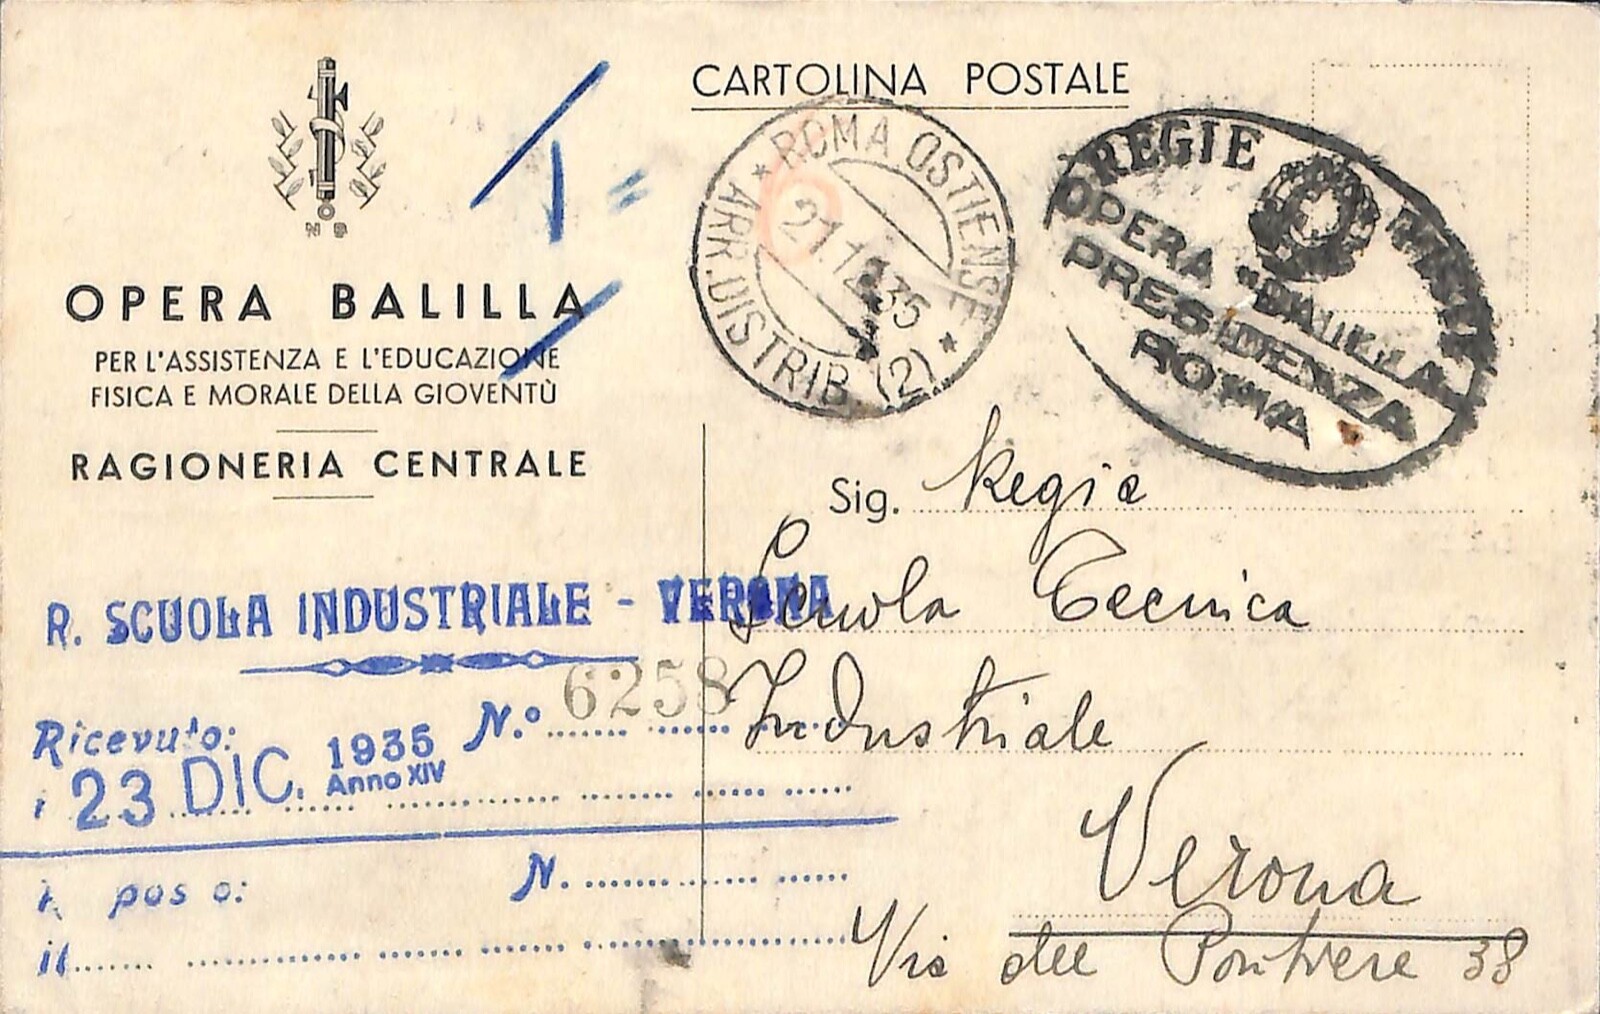 CARTOLINA POSTALE
O
N B
OPERA BALILLA
PER L'ASSISTENZA E L'EDUCAZIONE
FISICA E MORALE DELLA GIOVENTÙ
RAGIONERIA CENTRALE
T=
ROMA OSTIENSE
21.12.35
ARR.DISTRIB. (2)
REGIE
OPERA "BALILLA
PRESIDENZA
ROMA
Sig. Regia
Scuola Tecnica
Industriale
Verona
Via del Pontiere 38
R. SCUOLA INDUSTRIALE - VERONA
Ricevuto: N.º 6258
23 DIC. 1935
Anno XIV
N.
il